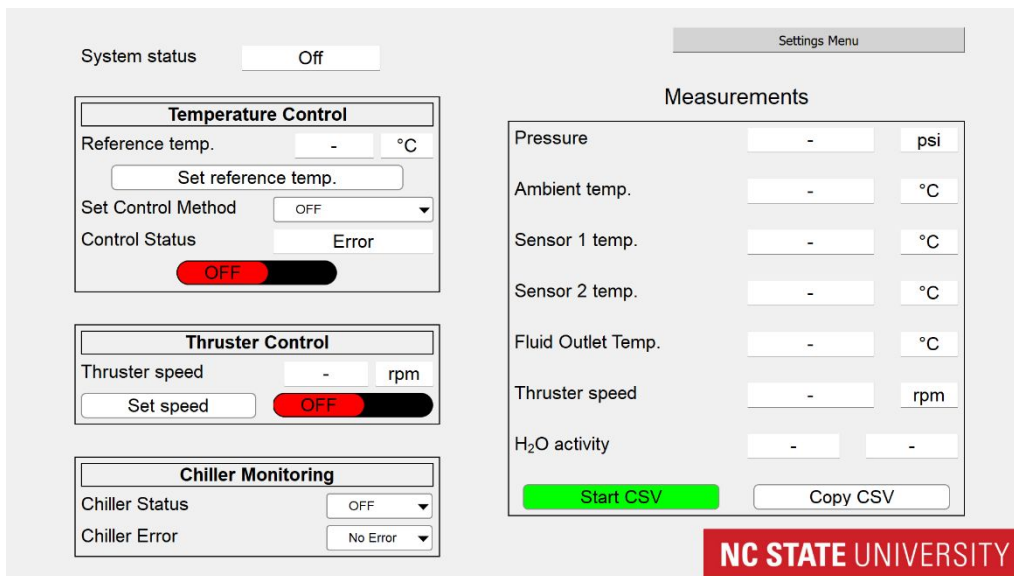 Settings Menu
System status Off
Temperature Control
Reference temp. - °C
Set reference temp.
Set Control Method OFF
Control Status Error
OFF
Thruster Control
Thruster speed - rpm
Set speed OFF
Chiller Monitoring
Chiller Status OFF
Chiller Error No Error
Measurements
Pressure - psi
Ambient temp. - °C
Sensor 1 temp. - °C
Sensor 2 temp. - °C
Fluid Outlet Temp. - °C
Thruster speed - rpm
H₂O activity - -
Start CSV Copy CSV
NC STATE UNIVERSITY